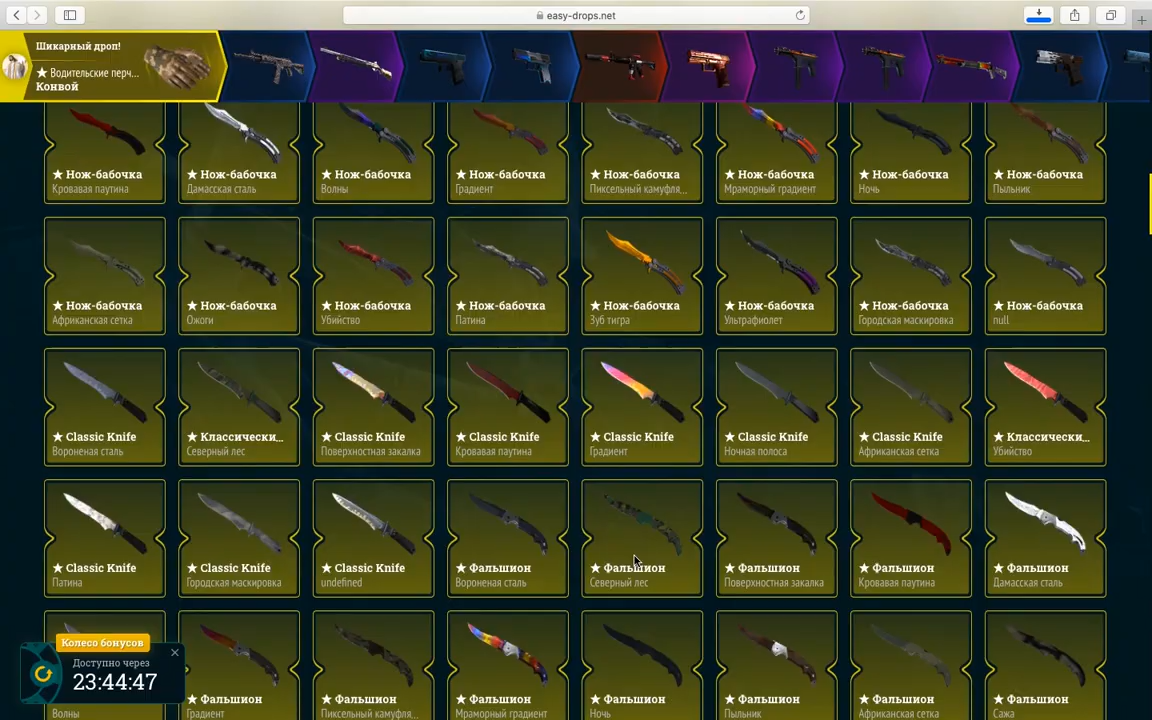 easy-drops.net
Шикарный дроп!
★ Водительские перч...
Конвой
★ Нож-бабочка
Кровавая паутина
★ Нож-бабочка
Дамасская сталь
★ Нож-бабочка
Волны
★ Нож-бабочка
Градиент
★ Нож-бабочка
Пиксельный камуфля...
★ Нож-бабочка
Мраморный градиент
★ Нож-бабочка
Ночь
★ Нож-бабочка
Пыльник
★ Нож-бабочка
Африканская сетка
★ Нож-бабочка
Ожоги
★ Нож-бабочка
Убийство
★ Нож-бабочка
Патина
★ Нож-бабочка
Зуб тигра
★ Нож-бабочка
Ультрафиолет
★ Нож-бабочка
Городская маскировка
★ Нож-бабочка
null
★ Classic Knife
Вороненая сталь
★ Классически...
Северный лес
★ Classic Knife
Поверхностная закалка
★ Classic Knife
Кровавая паутина
★ Classic Knife
Градиент
★ Classic Knife
Ночная полоса
★ Classic Knife
Африканская сетка
★ Классически...
Убийство
★ Classic Knife
Патина
★ Classic Knife
Городская маскировка
★ Classic Knife
undefined
★ Фальшион
Вороненая сталь
★ Фальшион
Северный лес
★ Фальшион
Поверхностная закалка
★ Фальшион
Кровавая паутина
★ Фальшион
Дамасская сталь
Колесо бонусов
Доступно через
23:44:47
Волны
★ Фальшион
Градиент
★ Фальшион
Пиксельный камуфля...
★ Фальшион
Мраморный градиент
★ Фальшион
Ночь
★ Фальшион
Пыльник
★ Фальшион
Африканская сетка
★ Фальшион
Сажа